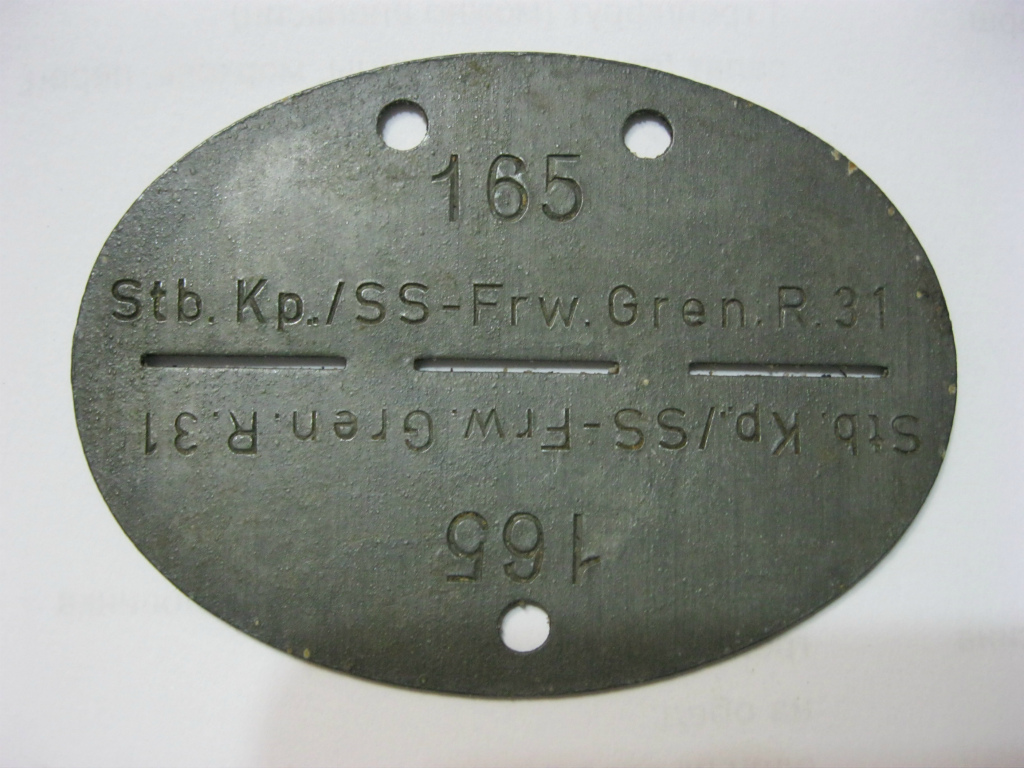 165
Stb. Kp./SS-Frw. Gren. R. 31
Stb. Kp./SS-Frw. Gren. R. 31
165